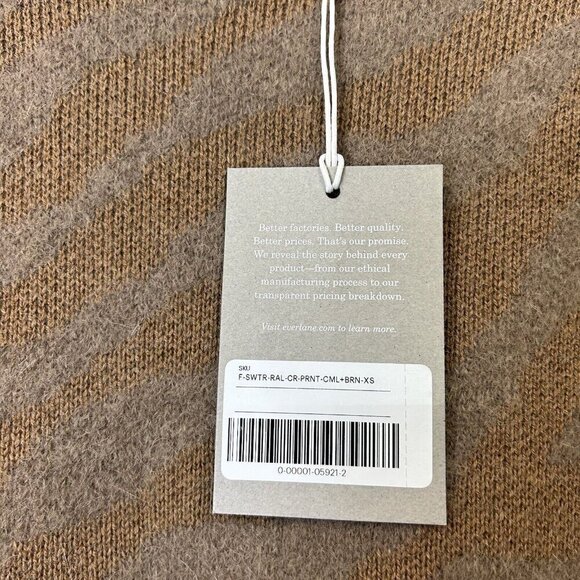 Better factories. Better quality.
Better prices. That's our promise.
We reveal the story behind every
product—from our ethical
manufacturing process to our
transparent pricing breakdown.
Visit everlane.com to learn more.
SKU
F-SWTR-RAL-CR-PRNT-CML+BRN-XS
0-00001-05921-2